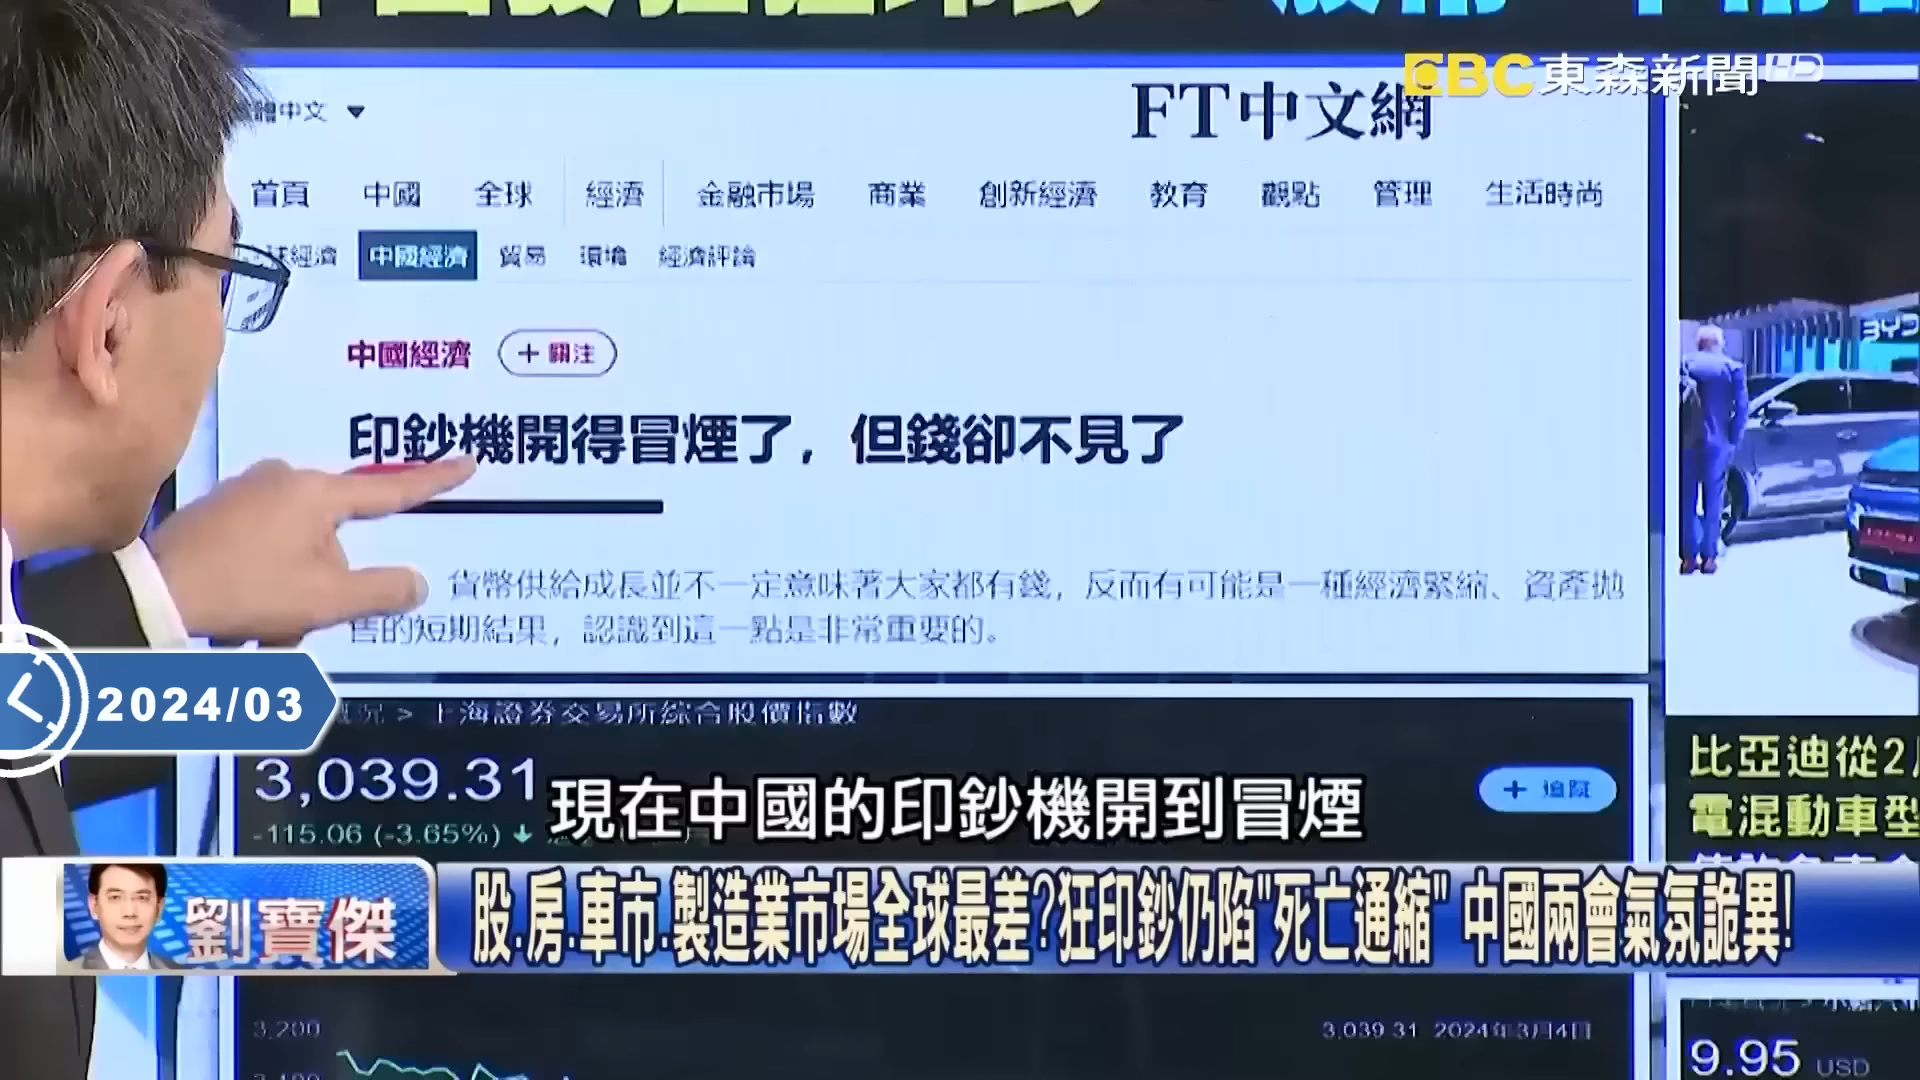 EBC東森新聞HD
FT中文網
體中文
首頁 中國 全球 經濟 金融市場 商業 創新經濟 教育 觀點 管理 生活時尚
球經濟 中國經濟 貿易 環境 經濟評論
中國經濟 + 關注
印鈔機開得冒煙了，但錢卻不見了
貨幣供給成長並不一定意味著大家都有錢，反而有可能是一種經濟緊縮、資產拋
售的短期結果，認識到這一點是非常重要的。
BYD
2024/03
概況 > 上海證券交易所綜合股價指數
3,039.31
-115.06 (-3.65%) ↓
+ 追蹤
現在中國的印鈔機開到冒煙
比亞迪從2月
電混動車型
劉寶傑
股.房.車市.製造業市場全球最差?狂印鈔仍陷"死亡通縮" 中國兩會氣氛詭異!
3,200
3,039.31 2024年3月4日
9.95 USD